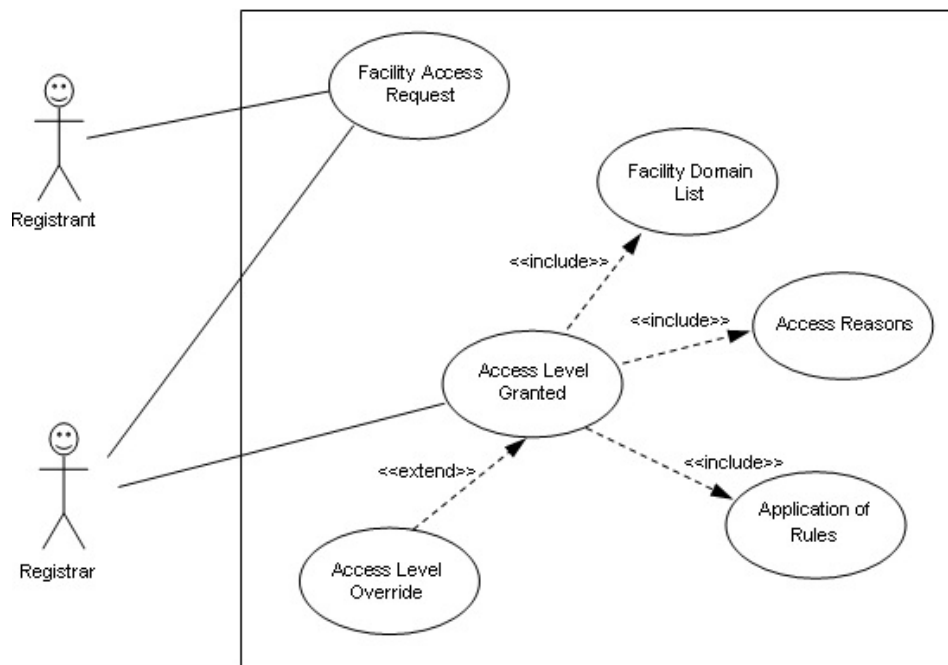 Facility Access
Request
Registrant
Facility Domain
List
<<include>>
<<include>>
Access Reasons
Access Level
Granted
<<extend>>
<<include>>
Application of
Rules
Registrar
Access Level
Override